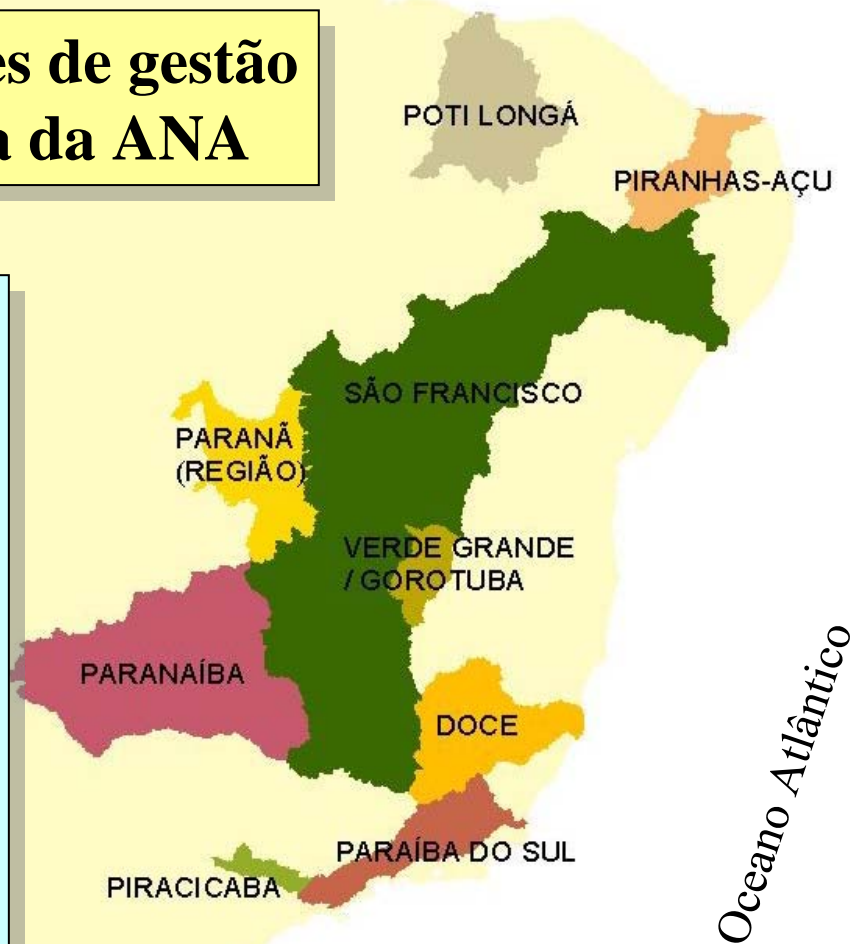 es de gestão
a da ANA
POTI LONGÁ
PIRANHAS-AÇU
SÃO FRANCISCO
PARANÃ
(REGIÃO)
VERDE GRANDE
/ GOROTUBA
PARANAÍBA
DOCE
PARAÍBA DO SUL
PIRACICABA
Oceano Atlântico